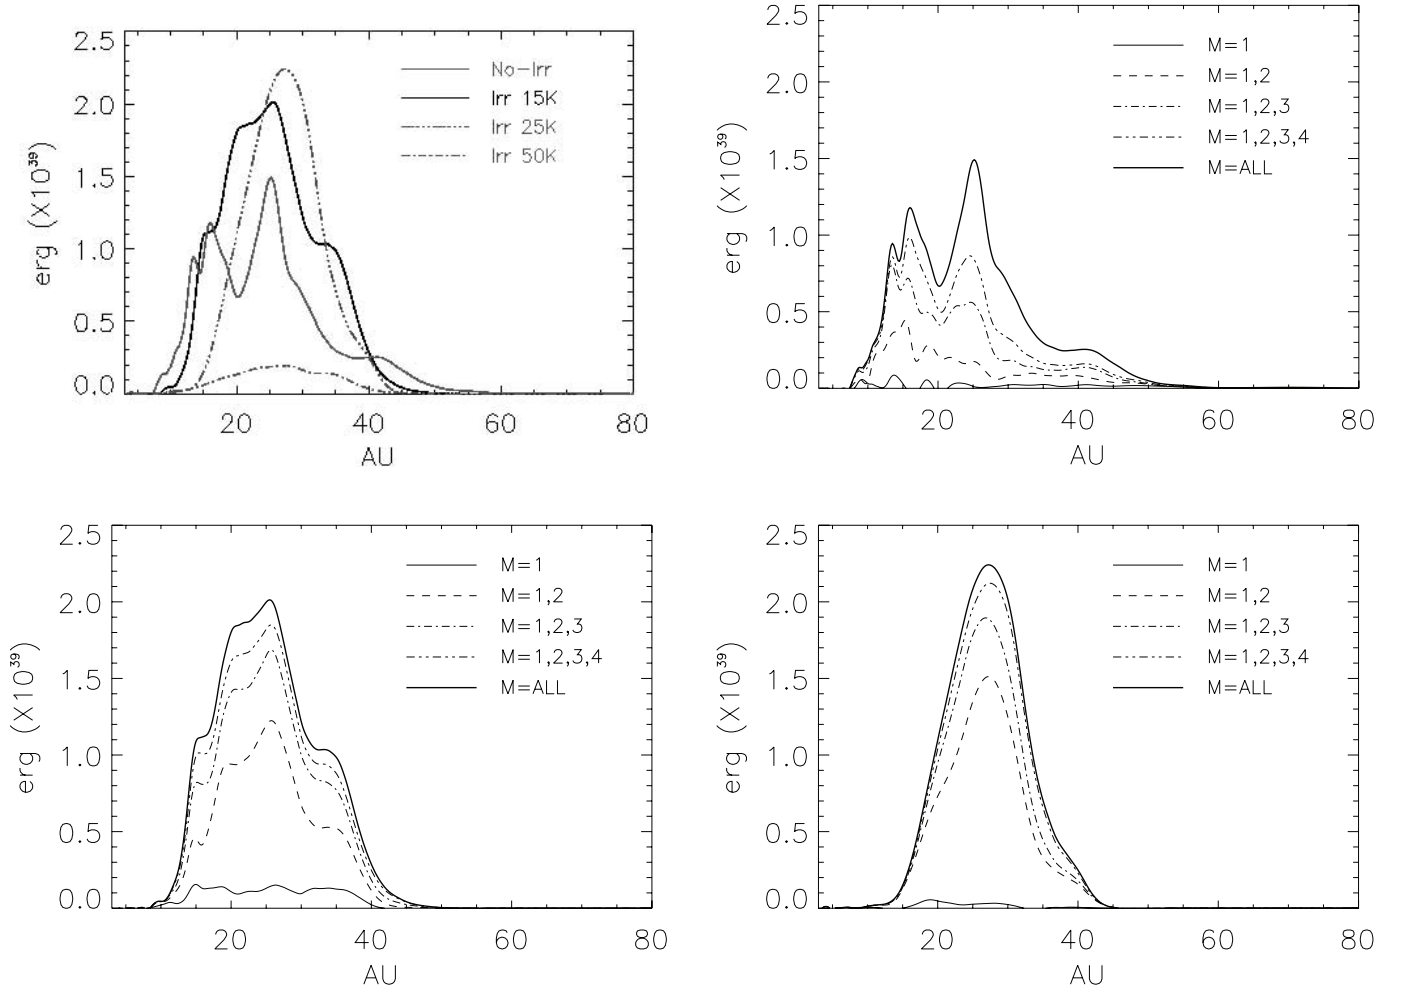 2.5
2.0
1.5
1.0
0.5
0.0
erg (X10³⁹)
No-Irr
Irr 15K
Irr 25K
Irr 50K
20 40 60 80
AU
2.5
2.0
1.5
1.0
0.5
0.0
erg (X10³⁹)
M=1
M=1,2
M=1,2,3
M=1,2,3,4
M=ALL
20 40 60 80
AU
2.5
2.0
1.5
1.0
0.5
0.0
erg (X10³⁹)
M=1
M=1,2
M=1,2,3
M=1,2,3,4
M=ALL
20 40 60 80
AU
2.5
2.0
1.5
1.0
0.5
0.0
erg (X10³⁹)
M=1
M=1,2
M=1,2,3
M=1,2,3,4
M=ALL
20 40 60 80
AU